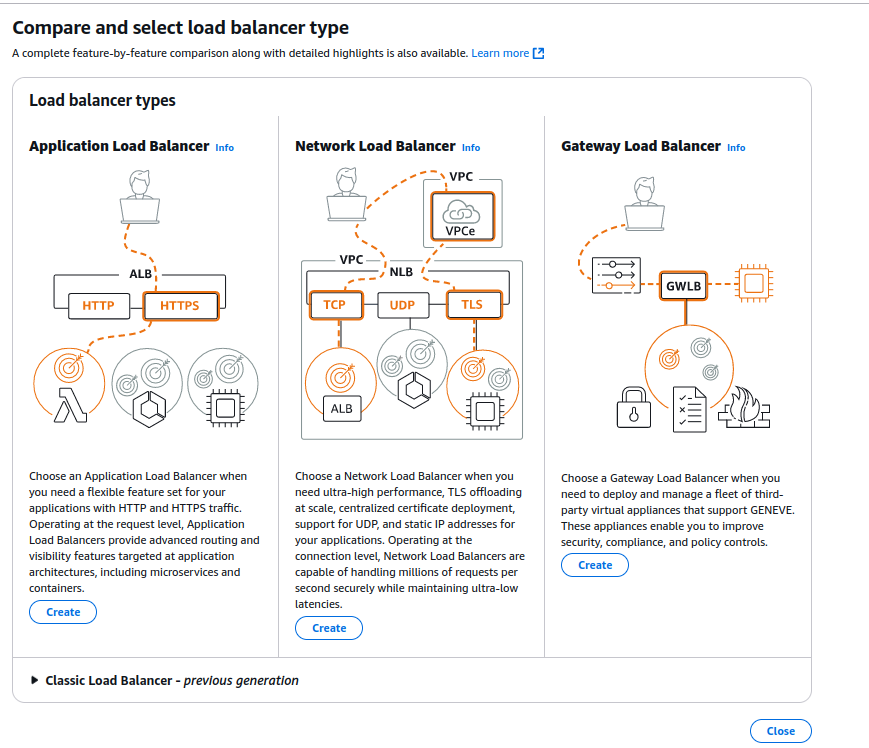 Compare and select load balancer type
A complete feature-by-feature comparison along with detailed highlights is also available. Learn more
Load balancer types
Application Load Balancer Info
ALB
HTTP
HTTPS
Choose an Application Load Balancer when
you need a flexible feature set for your
applications with HTTP and HTTPS traffic.
Operating at the request level, Application
Load Balancers provide advanced routing and
visibility features targeted at application
architectures, including microservices and
containers.
Create
Network Load Balancer Info
VPC
VPCe
VPC
NLB
TCP
UDP
TLS
ALB
Choose a Network Load Balancer when you
need ultra-high performance, TLS offloading
at scale, centralized certificate deployment,
support for UDP, and static IP addresses for
your applications. Operating at the
connection level, Network Load Balancers are
capable of handling millions of requests per
second securely while maintaining ultra-low
latencies.
Create
Gateway Load Balancer Info
GWLB
Choose a Gateway Load Balancer when you
need to deploy and manage a fleet of third-
party virtual appliances that support GENEVE.
These appliances enable you to improve
security, compliance, and policy controls.
Create
Classic Load Balancer - previous generation
Close